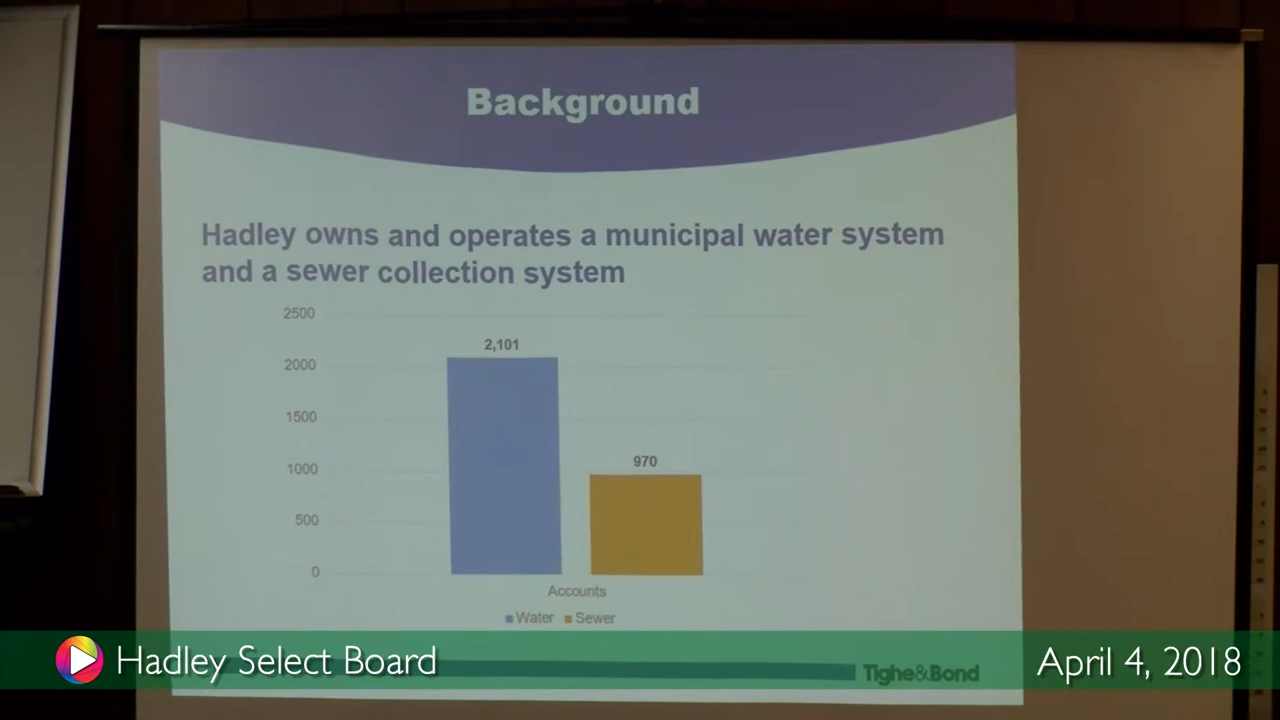 Background
Hadley owns and operates a municipal water system
and a sewer collection system
2500
2,101
2000
1500
1000
970
500
0
Accounts
Water Sewer
Hadley Select Board
Tighe&Bond
April 4, 2018